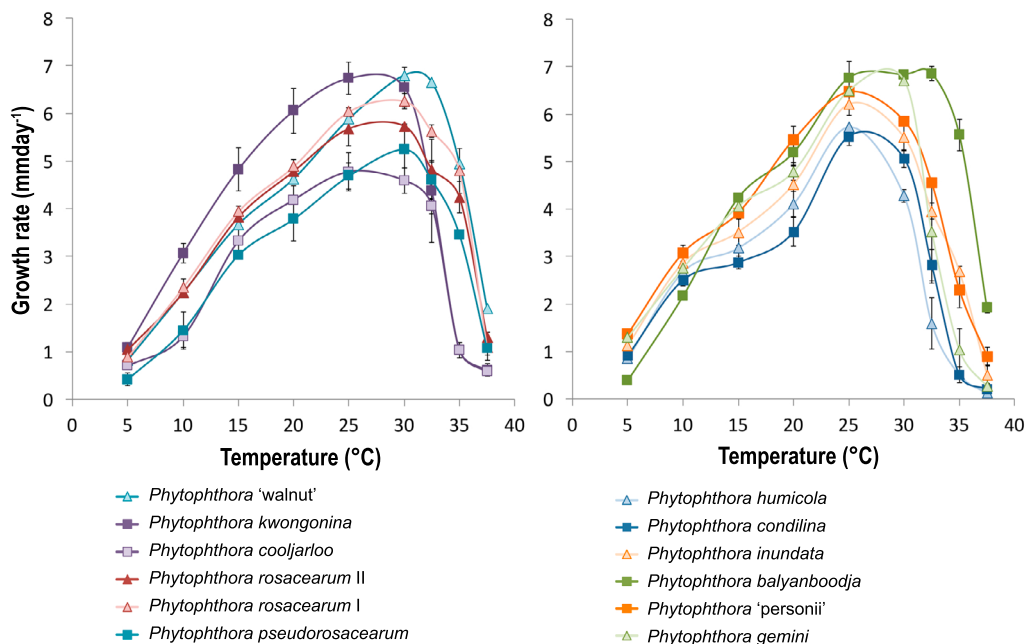 8
7
6
5
4
3
2
1
0
Growth rate (mmday-1)
0 5 10 15 20 25 30 35 40
Temperature (°C)
Phytophthora ‘walnut’
Phytophthora kwongonina
Phytophthora cooljarloo
Phytophthora rosacearum II
Phytophthora rosacearum I
Phytophthora pseudorosacearum
8
7
6
5
4
3
2
1
0
0 5 10 15 20 25 30 35 40
Temperature (°C)
Phytophthora humicola
Phytophthora condilina
Phytophthora inundata
Phytophthora balyanboodja
Phytophthora ‘personii’
Phytophthora gemini